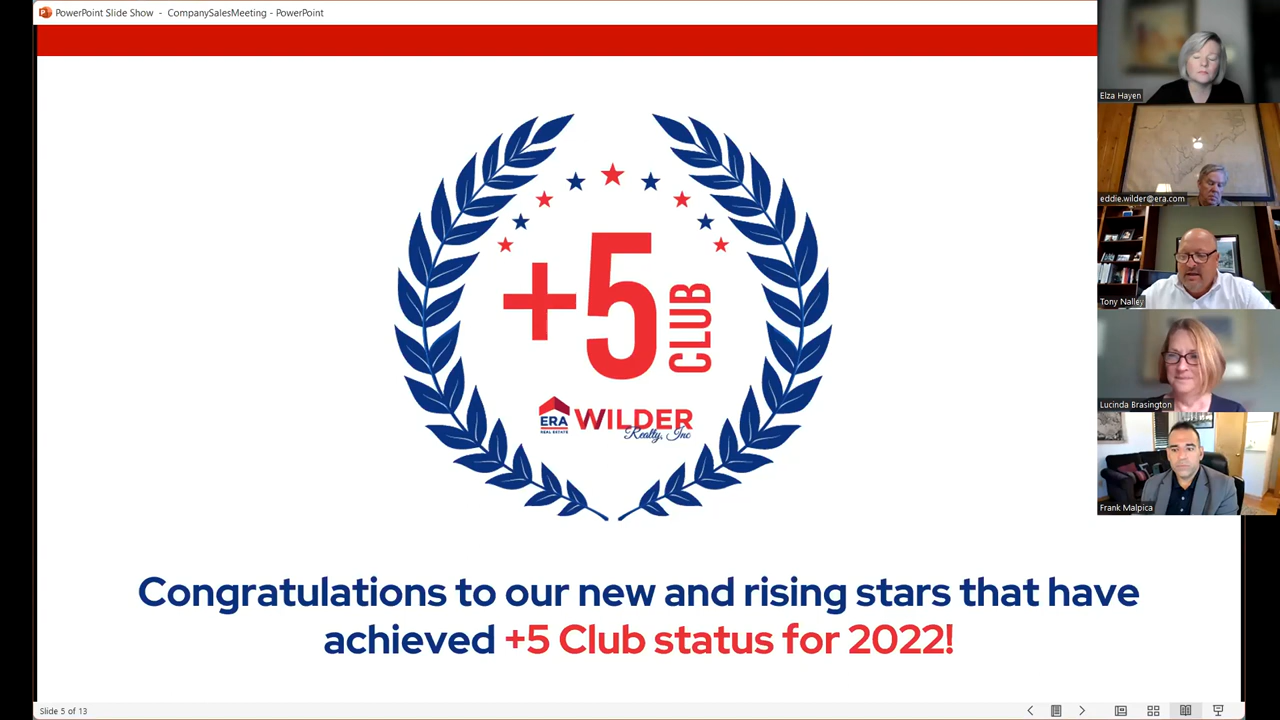 PowerPoint Slide Show - CompanySalesMeeting - PowerPoint
+5
CLUB
ERA
REAL ESTATE
WILDER
Realty, Inc
Congratulations to our new and rising stars that have
achieved +5 Club status for 2022!
Elza Hayen
eddie.wilder@era.com
Tony Nalley
Lucinda Brasington
Frank Malpica
Slide 5 of 13